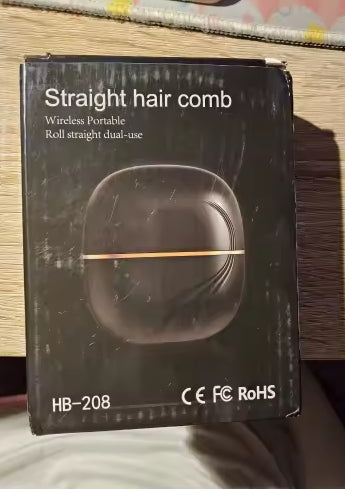 Straight hair comb
Wireless Portable
Roll straight dual-use
HB-208
CE FC RoHS